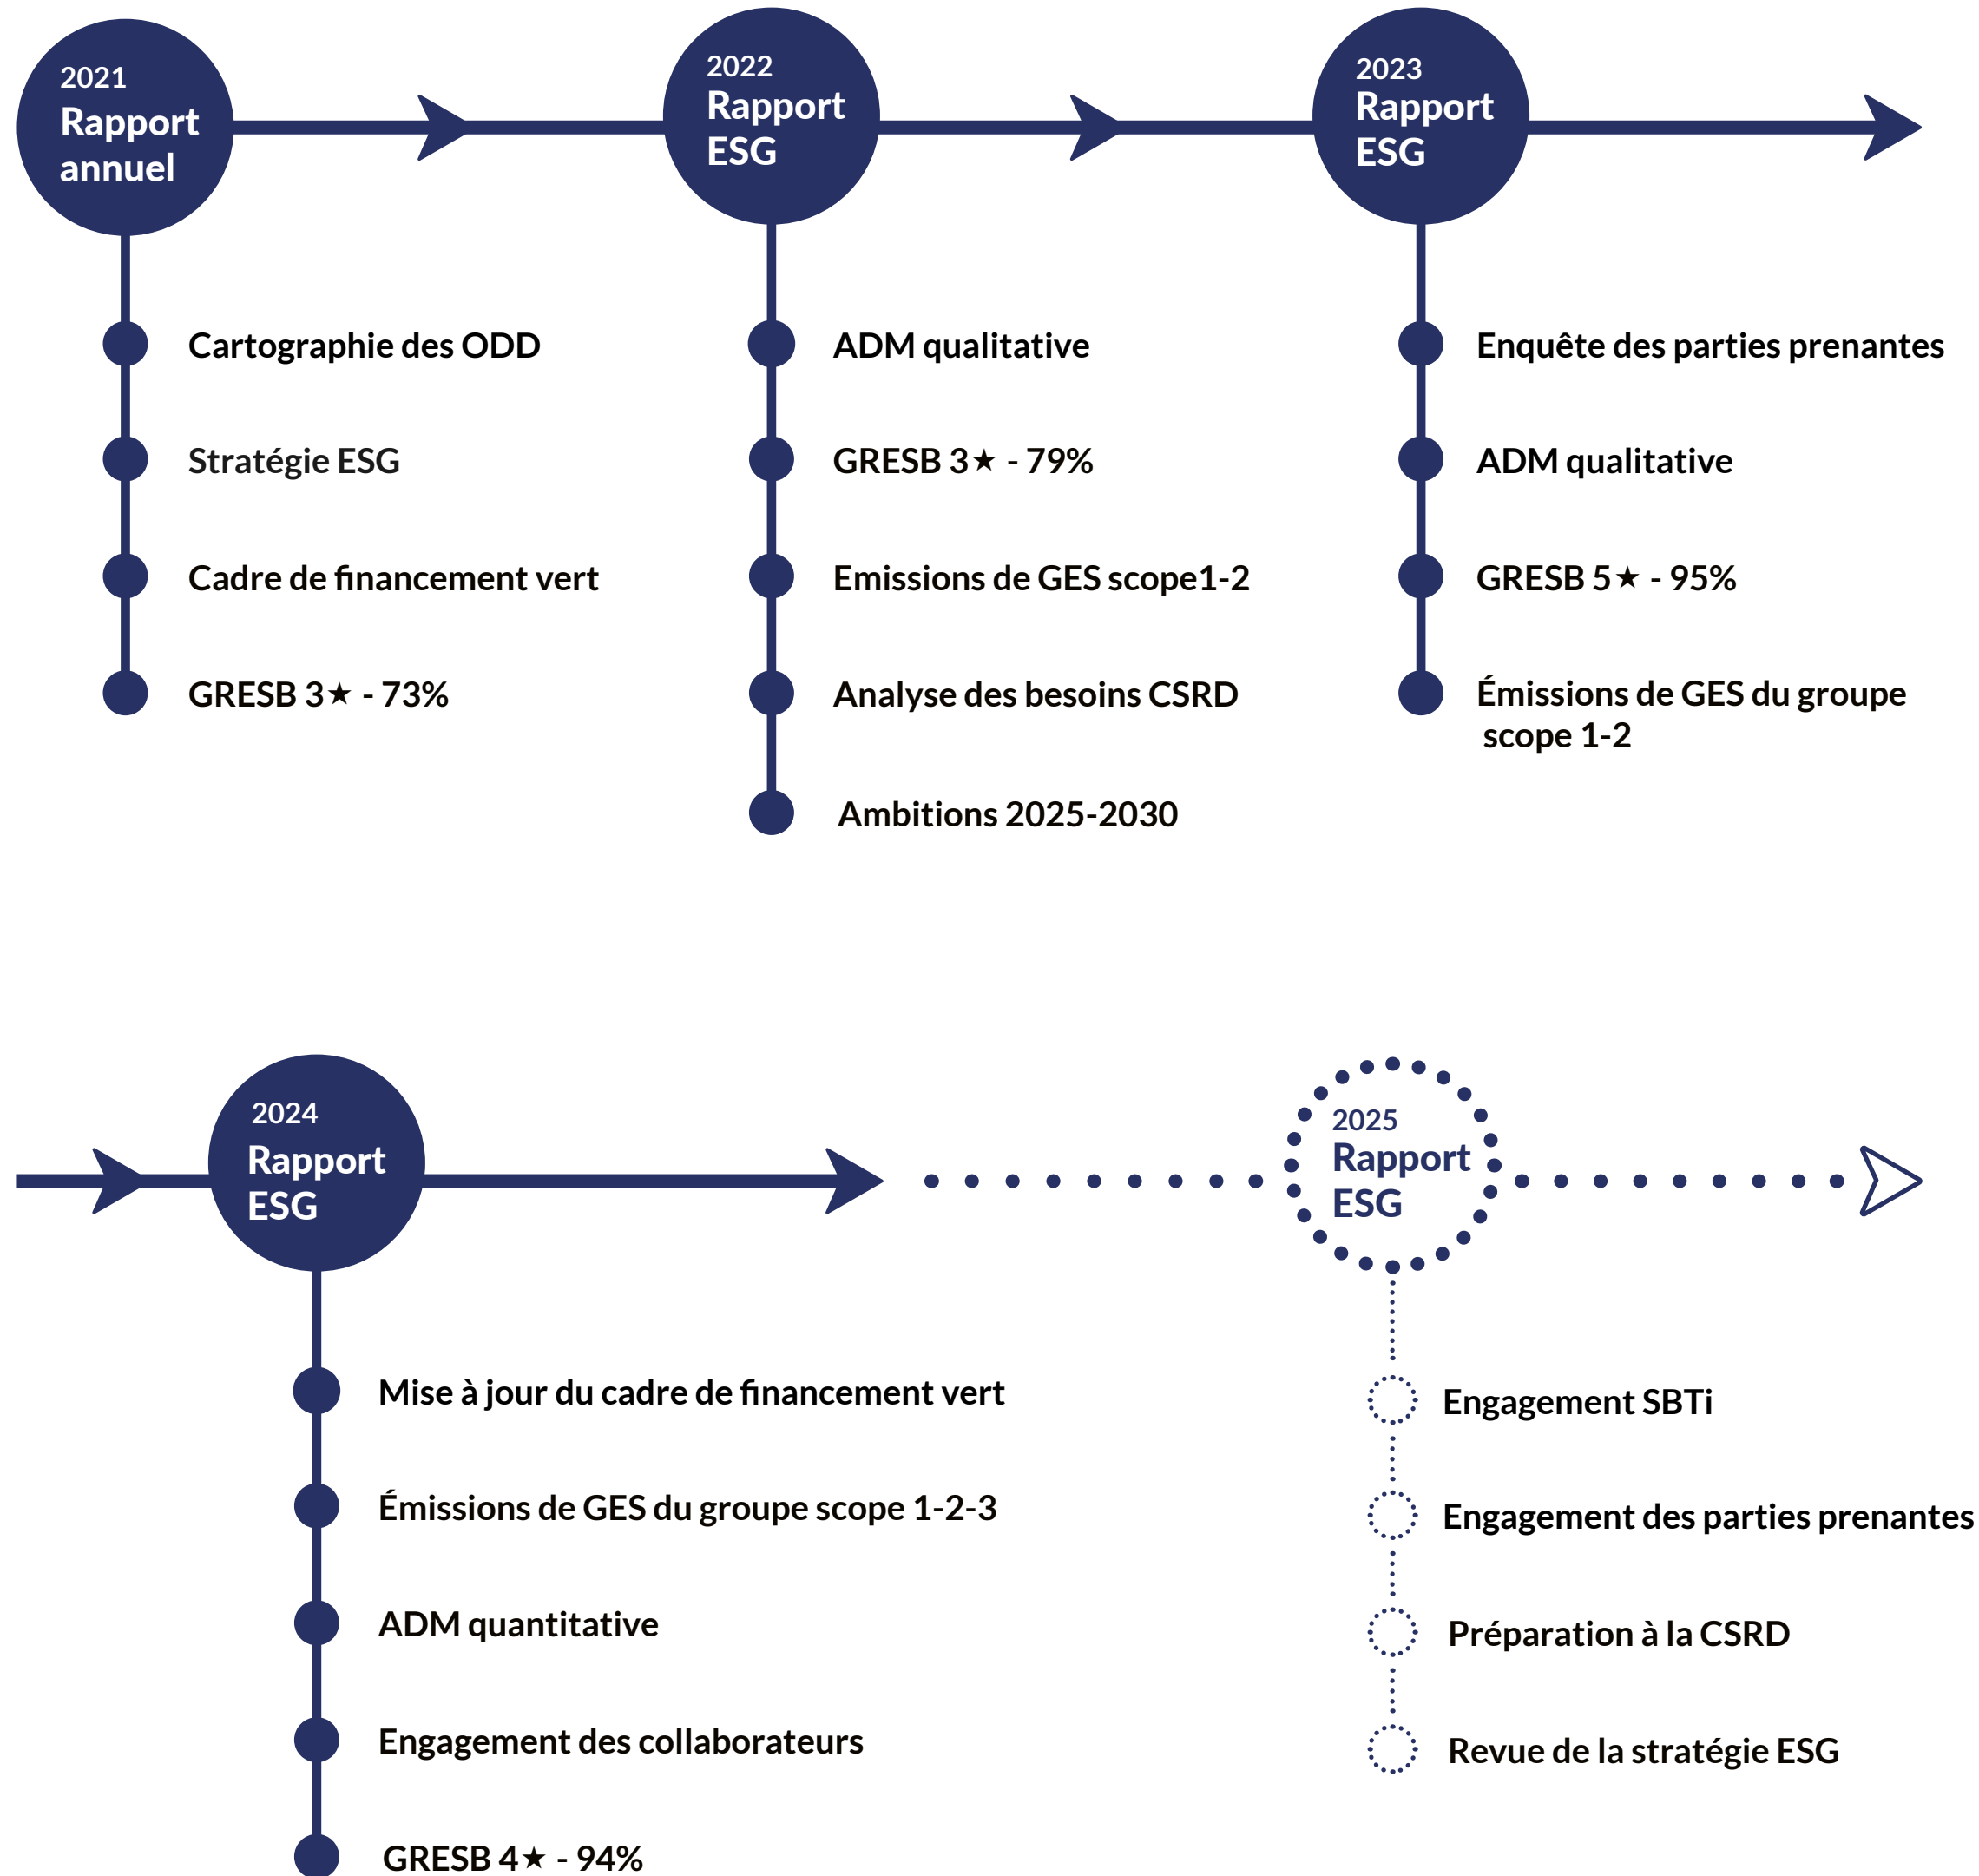 2021
Rapport
annuel
Cartographie des ODD
Stratégie ESG
Cadre de financement vert
GRESB 3★ - 73%
2022
Rapport
ESG
ADM qualitative
GRESB 3★ - 79%
Emissions de GES scope1-2
Analyse des besoins CSRD
Ambitions 2025-2030
2023
Rapport
ESG
Enquête des parties prenantes
ADM qualitative
GRESB 5★ - 95%
Émissions de GES du groupe
scope 1-2
2024
Rapport
ESG
Mise à jour du cadre de financement vert
Émissions de GES du groupe scope 1-2-3
ADM quantitative
Engagement des collaborateurs
GRESB 4★ - 94%
2025
Rapport
ESG
Engagement SBTi
Engagement des parties prenantes
Préparation à la CSRD
Revue de la stratégie ESG